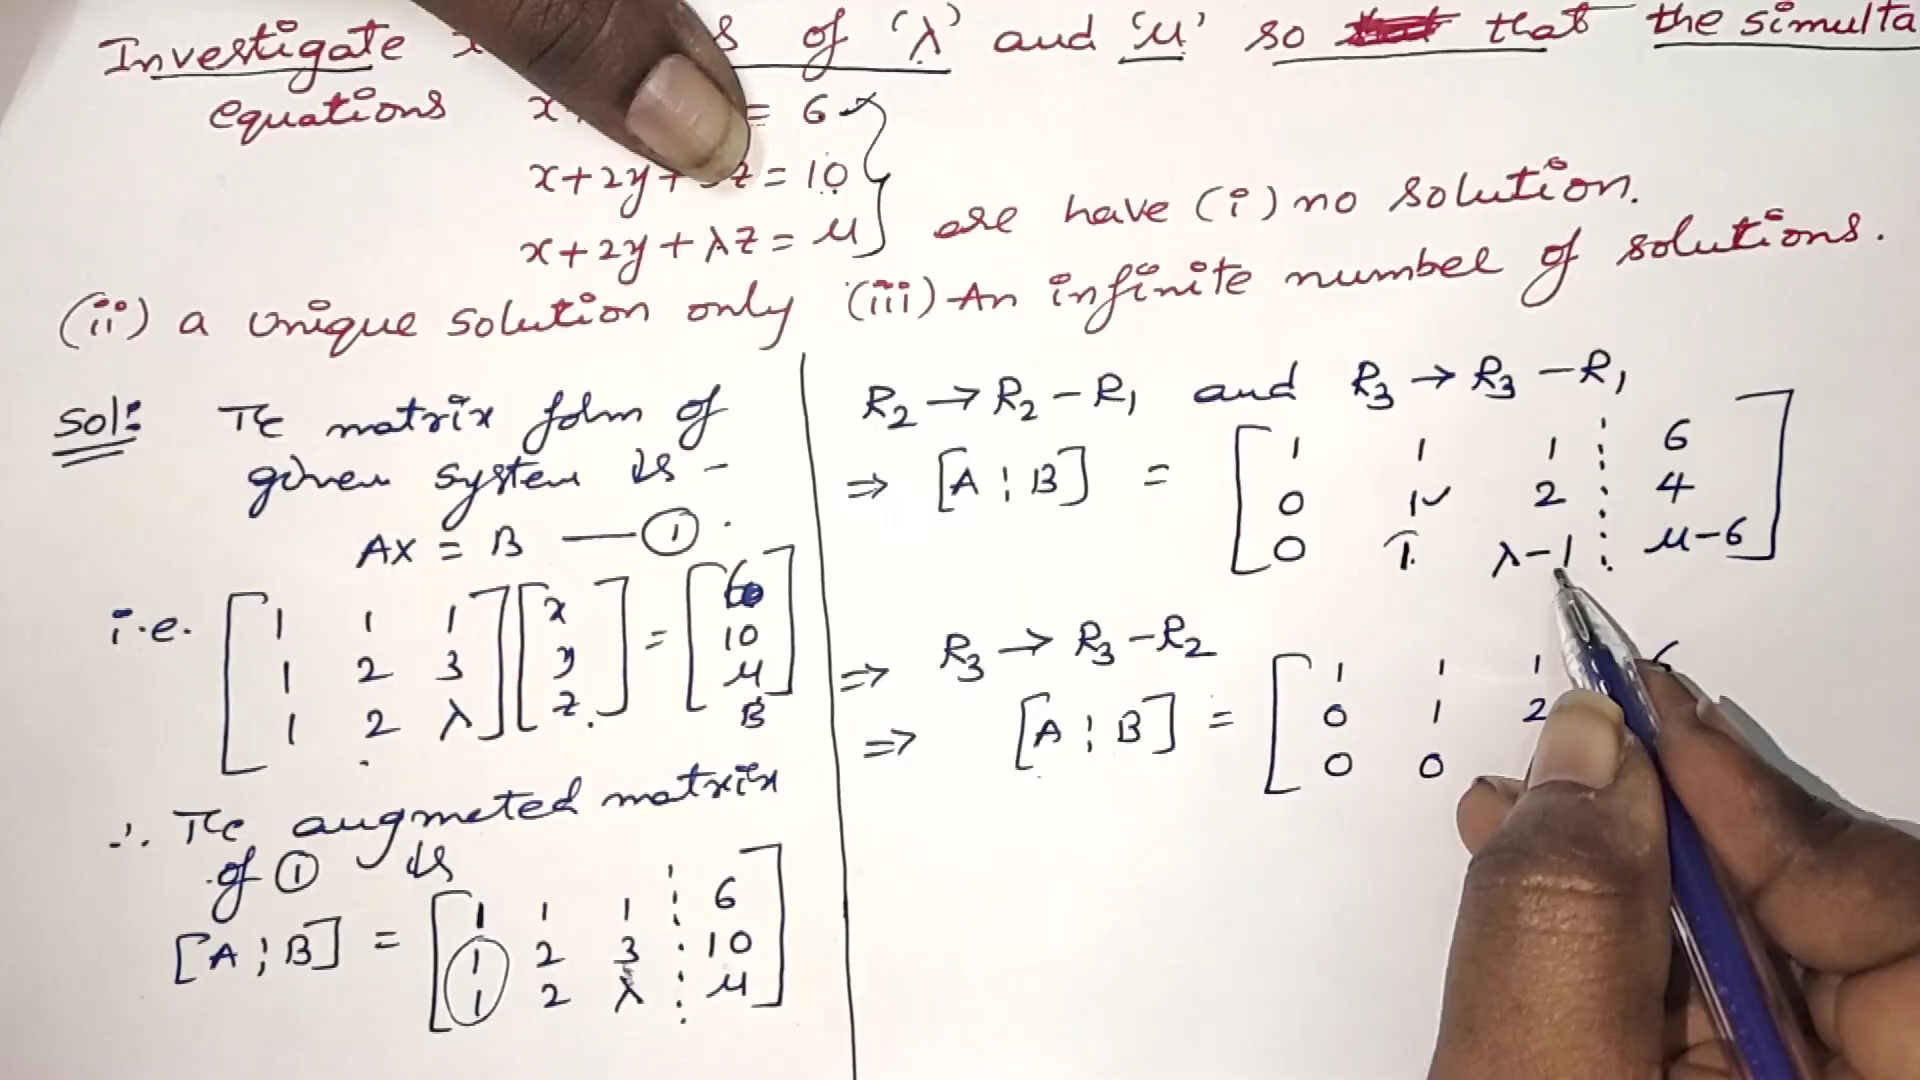 Investigate of ‘λ’ and ‘μ’ so that the simulta
equations x = 6
x+2y+ z = 10
x+2y+λz = μ are have (i) no solution.
(ii) a unique solution only (iii) An infinite number of solutions.
Sol: The matrix form of
given system is -
AX = B —— ①
i.e. [1 1 1] [x] = [6]
[1 2 3] [y] [10]
[1 2 λ] [z] [μ]
B
∴ The augmeted matrix
of ① is
[A ¦ B] = [1 1 1 ¦ 6]
[1 2 3 ¦ 10]
[1 2 λ ¦ μ]
R₂ → R₂ - R₁ and R₃ → R₃ - R₁
⇒ [A ¦ B] = [1 1 1 ¦ 6]
[0 1 2 ¦ 4]
[0 1 λ-1 ¦ μ-6]
⇒ R₃ → R₃ - R₂
⇒ [A ¦ B] = [1 1 1
[0 1 2
[0 0